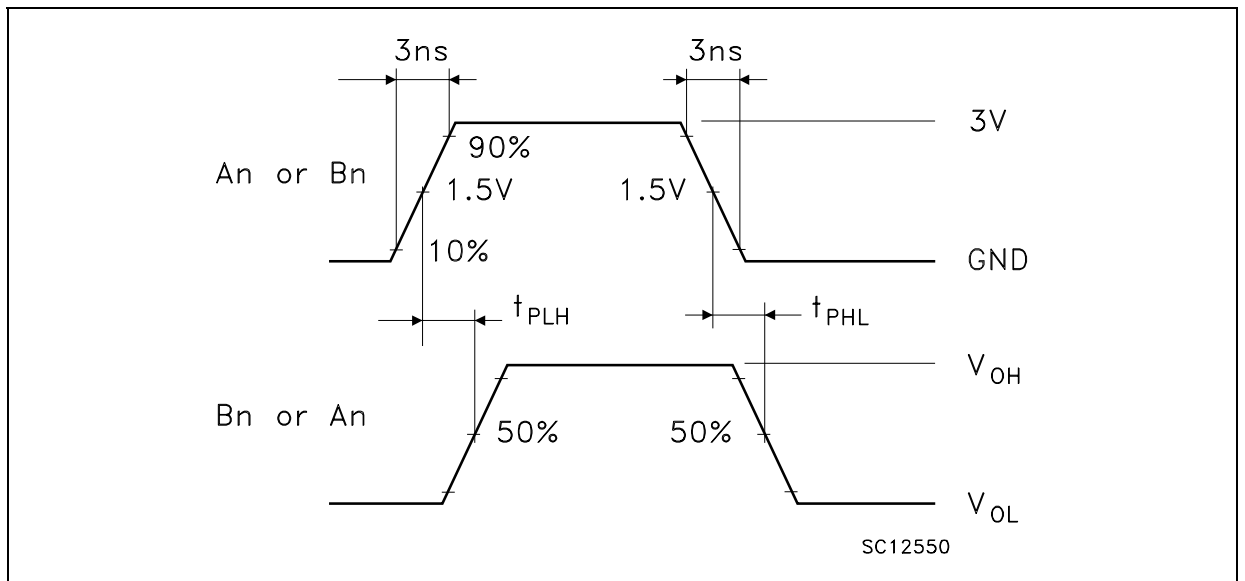 3ns 3ns
3V
90%
An or Bn
1.5V 1.5V
10%
GND
tPLH tPHL
VOH
Bn or An
50% 50%
VOL
SC12550